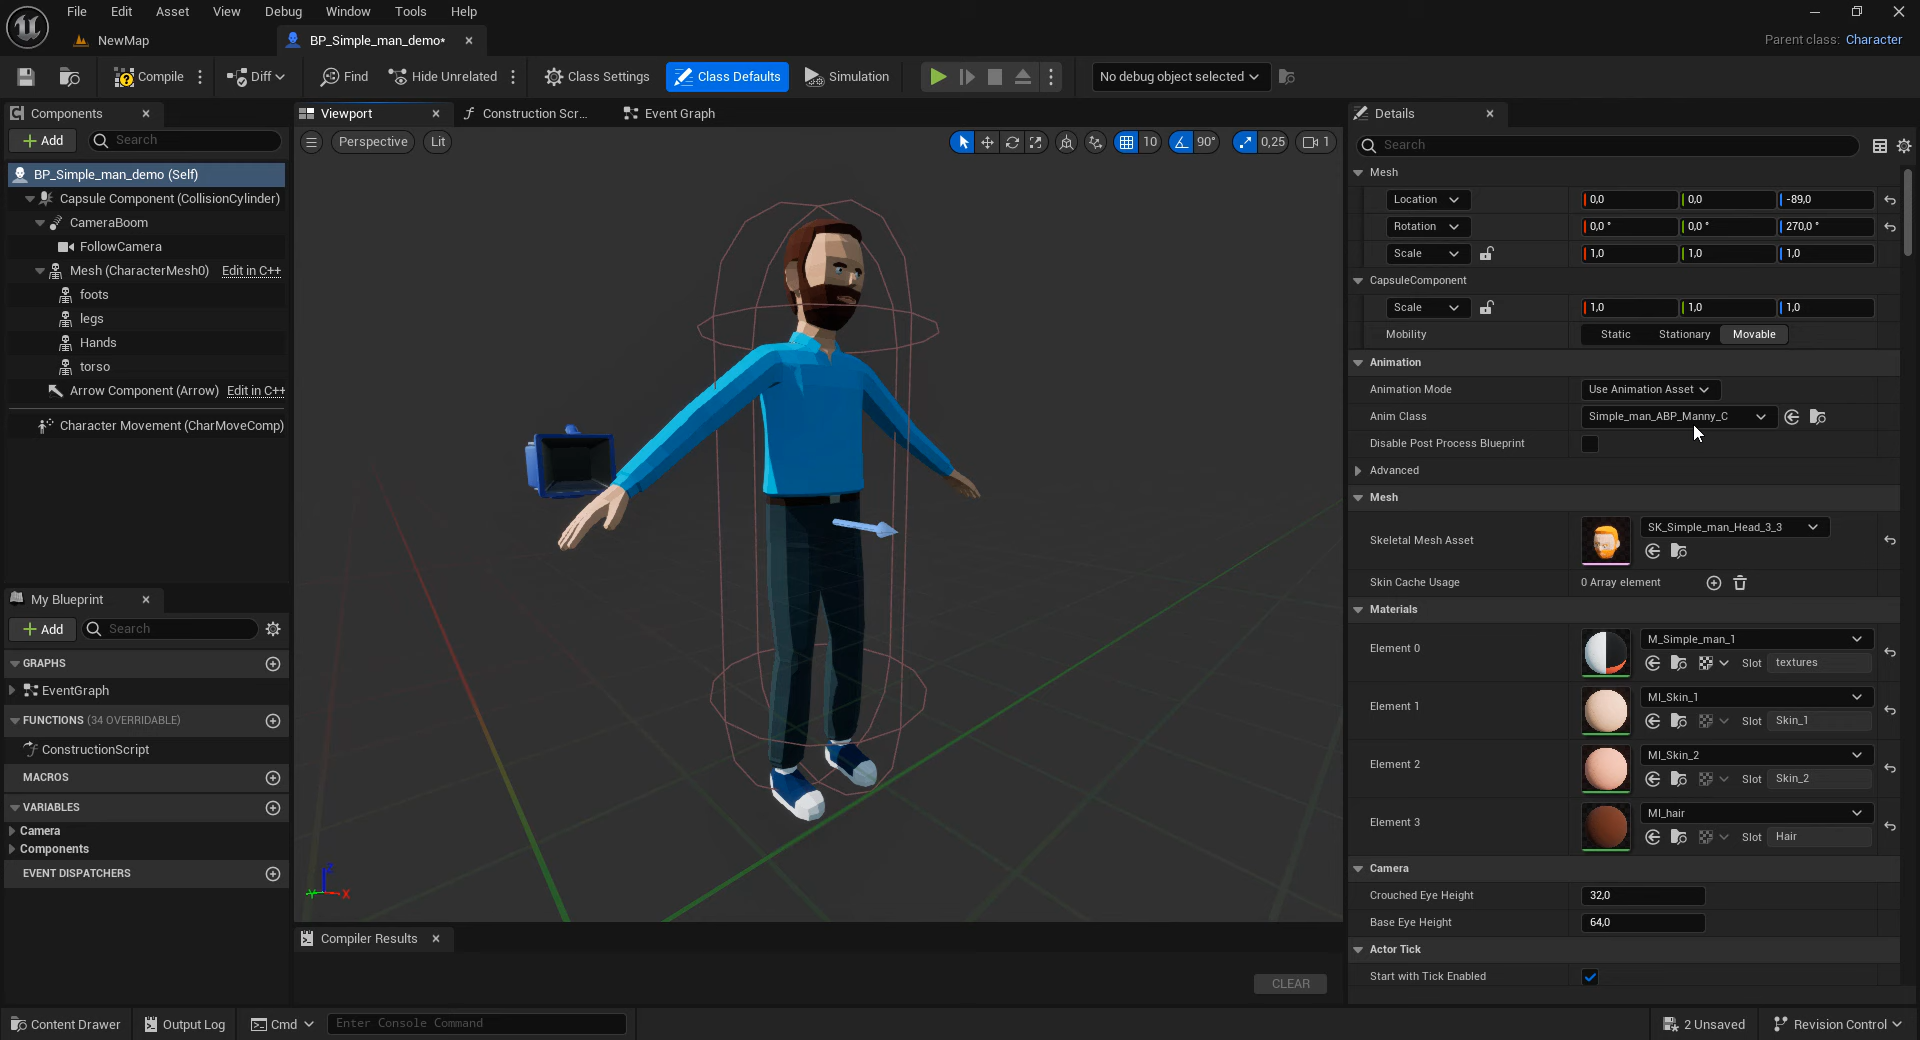 File Edit Asset View Debug Window Tools Help
NewMap
BP_Simple_man_demo*
Parent class: Character
Compile
Diff
Find
Hide Unrelated
Class Settings
Class Defaults
Simulation
No debug object selected
Components
Add
Search
BP_Simple_man_demo (Self)
Capsule Component (CollisionCylinder)
CameraBoom
FollowCamera
Mesh (CharacterMesh0) Edit in C++
foots
legs
Hands
torso
Arrow Component (Arrow) Edit in C++
Character Movement (CharMoveComp)
My Blueprint
Add
Search
GRAPHS
EventGraph
FUNCTIONS (34 OVERRIDABLE)
ConstructionScript
MACROS
VARIABLES
Camera
Components
EVENT DISPATCHERS
Viewport
Construction Scr...
Event Graph
Perspective
Lit
10
90°
0,25
1
Z
Y
X
Compiler Results
CLEAR
Details
Search
Mesh
Location 0,0 0,0 -89,0
Rotation 0,0 ° 0,0 ° 270,0 °
Scale 1,0 1,0 1,0
CapsuleComponent
Scale 1,0 1,0 1,0
Mobility Static Stationary Movable
Animation
Animation Mode Use Animation Asset
Anim Class Simple_man_ABP_Manny_C
Disable Post Process Blueprint
Advanced
Mesh
Skeletal Mesh Asset SK_Simple_man_Head_3_3
Skin Cache Usage 0 Array element
Materials
Element 0 M_Simple_man_1
Slot textures
Element 1 MI_Skin_1
Slot Skin_1
Element 2 MI_Skin_2
Slot Skin_2
Element 3 MI_hair
Slot Hair
Camera
Crouched Eye Height 32,0
Base Eye Height 64,0
Actor Tick
Start with Tick Enabled
Content Drawer
Output Log
Cmd
Enter Console Command
2 Unsaved
Revision Control